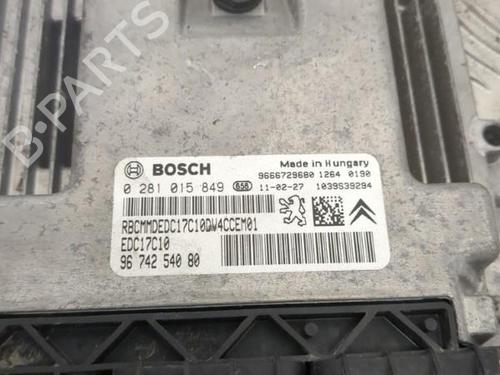 B-Parts
BOSCH
Made in Hungary
9666729680 1264 0190
0 281 015 849 658 11-02-27 1039S39294
RBCMMDEDC17C10DW4CCEM01
EDC17C10
96 742 540 80